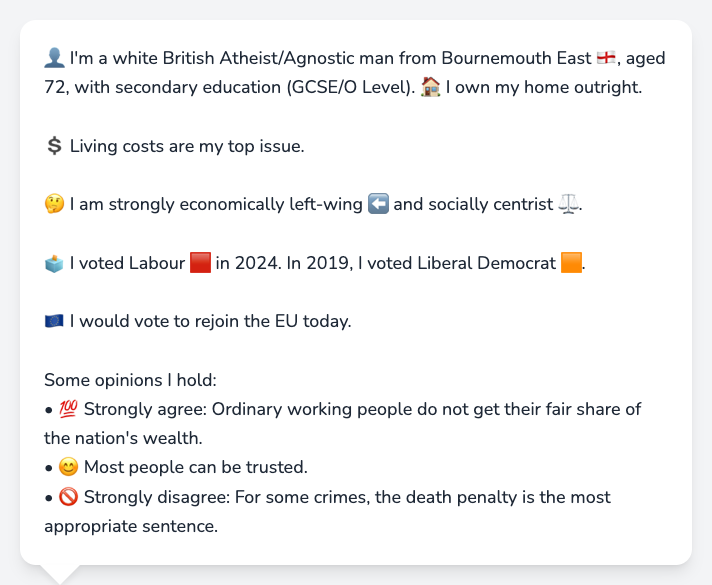 👤 I'm a white British Atheist/Agnostic man from Bournemouth East 🏴󠁧󠁢󠁥󠁮󠁧󠁿, aged
72, with secondary education (GCSE/O Level). 🏠 I own my home outright.
💲 Living costs are my top issue.
🤔 I am strongly economically left-wing ⬅️ and socially centrist ⚖️.
🗳️ I voted Labour 🟥 in 2024. In 2019, I voted Liberal Democrat 🟧.
🇪🇺 I would vote to rejoin the EU today.
Some opinions I hold:
• 💯 Strongly agree: Ordinary working people do not get their fair share of
the nation's wealth.
• 😊 Most people can be trusted.
• 🚫 Strongly disagree: For some crimes, the death penalty is the most
appropriate sentence.